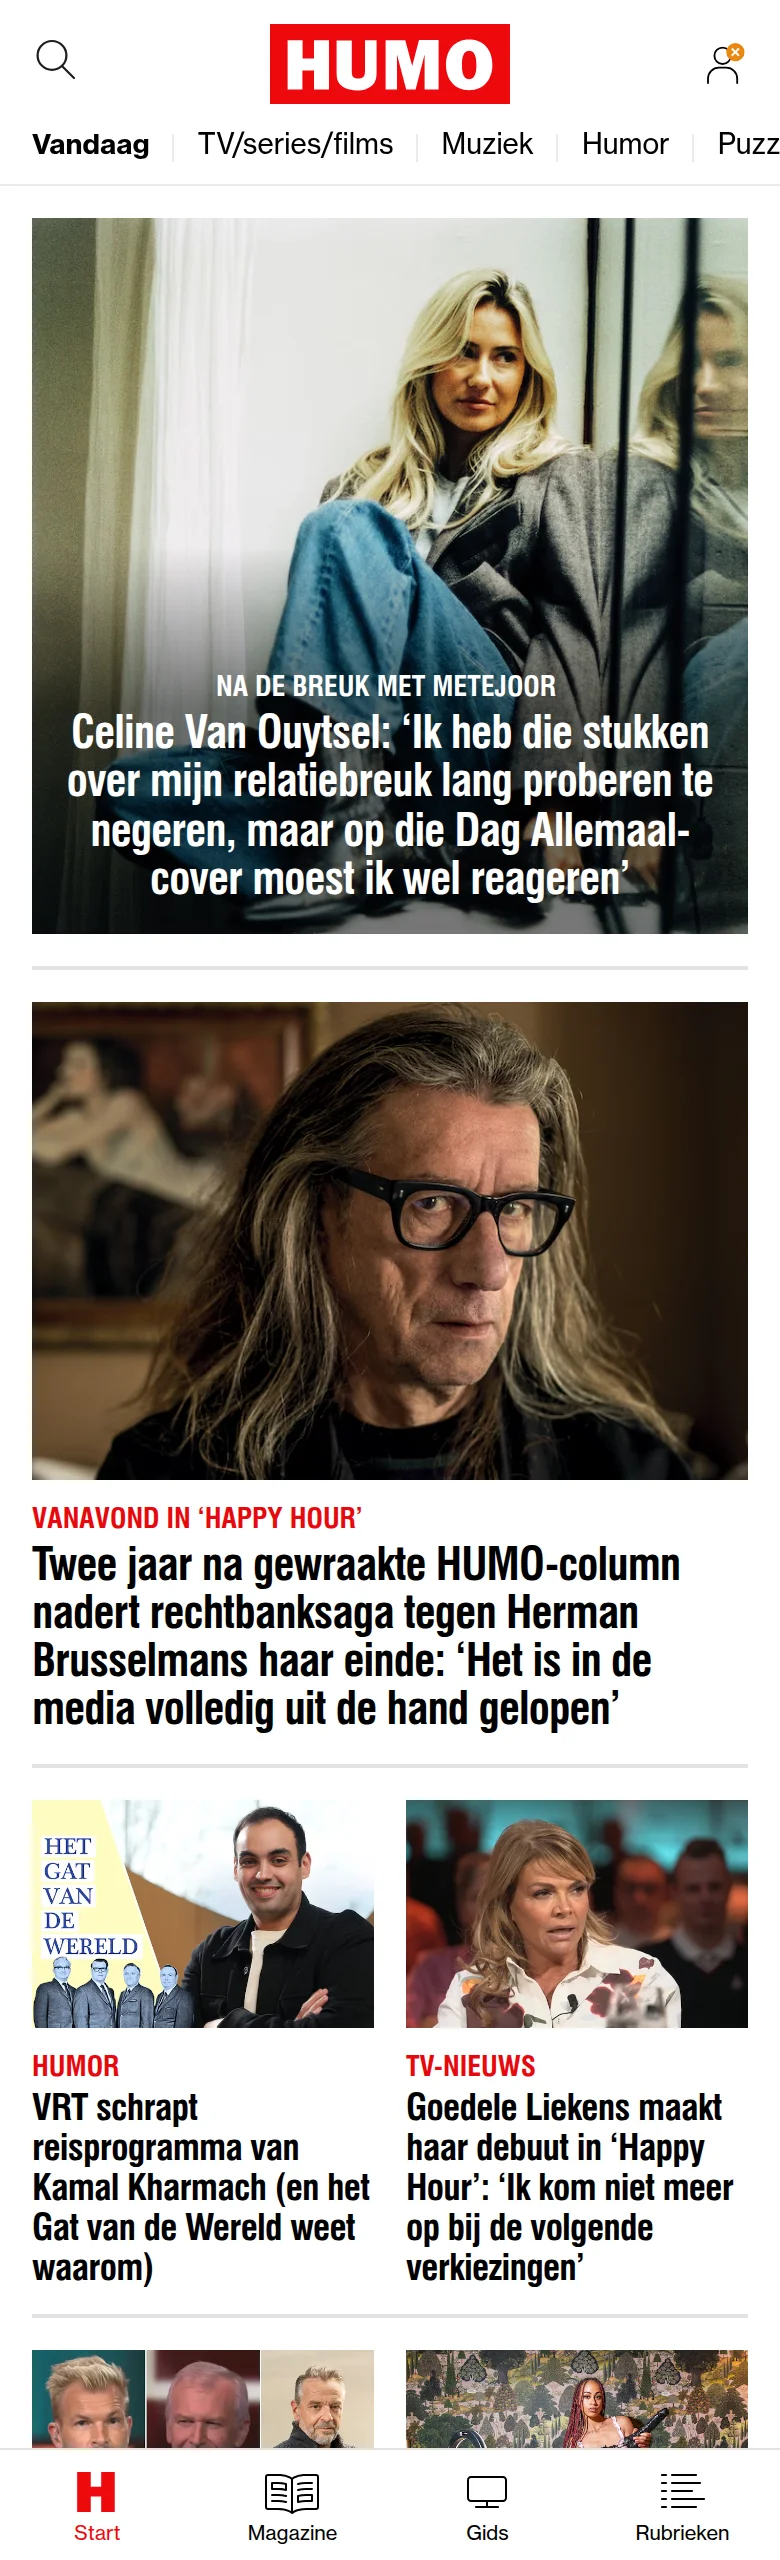 HUMO
Vandaag
TV/series/films
Muziek
Humor
Puzz
NA DE BREUK MET METEJOOR
Celine Van Ouytsel: ‘Ik heb die stukken
over mijn relatiebreuk lang proberen te
negeren, maar op die Dag Allemaal-
cover moest ik wel reageren’
VANAVOND IN ‘HAPPY HOUR’
Twee jaar na gewraakte HUMO-column
nadert rechtbanksaga tegen Herman
Brusselmans haar einde: ‘Het is in de
media volledig uit de hand gelopen’
HET
GAT
VAN
DE
WERELD
HUMOR
VRT schrapt
reisprogramma van
Kamal Kharmach (en het
Gat van de Wereld weet
waarom)
TV-NIEUWS
Goedele Liekens maakt
haar debuut in ‘Happy
Hour’: ‘Ik kom niet meer
op bij de volgende
verkiezingen’
H
Start
Magazine
Gids
Rubrieken